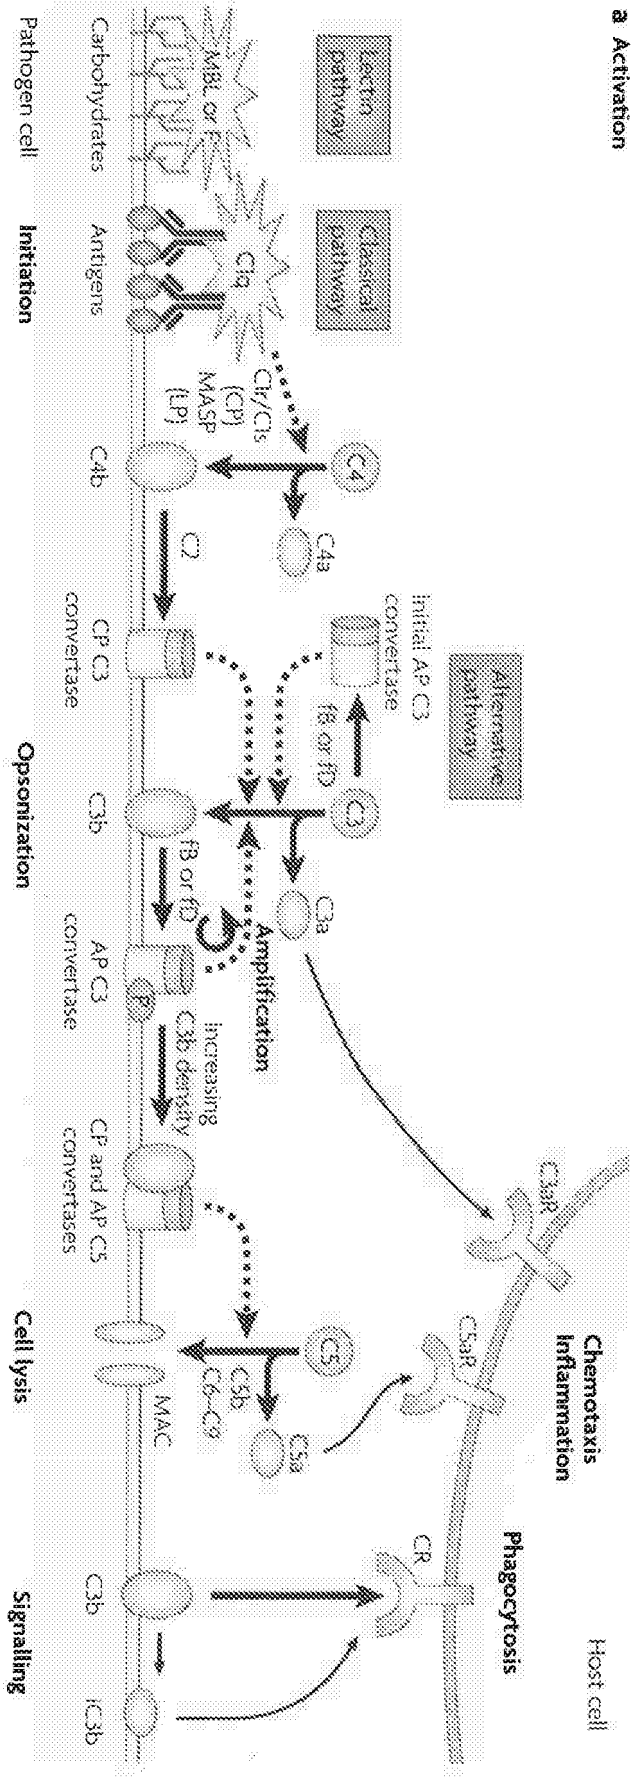 a Activation
Lectin
pathway
Classical
pathway
Alternative
pathway
Chemotaxis
Inflammation
Phagocytosis
Host cell
C3aR
C5aR
CR
Initial AP C3
convertase
fB or fD
C4
C4a
C3
C3a
C5
C5a
MBL or F
C1q
C1r/C1s
(CP)
MASP
(LP)
C2
fB or fD
Amplification
Increasing
C3b density
C5b
C6–C9
MAC
P
Carbohydrates
Antigens
C4b
CP C3
convertase
C3b
AP C3
convertase
CP and AP C5
convertases
C3b
iC3b
Pathogen cell
Initiation
Opsonization
Cell lysis
Signalling